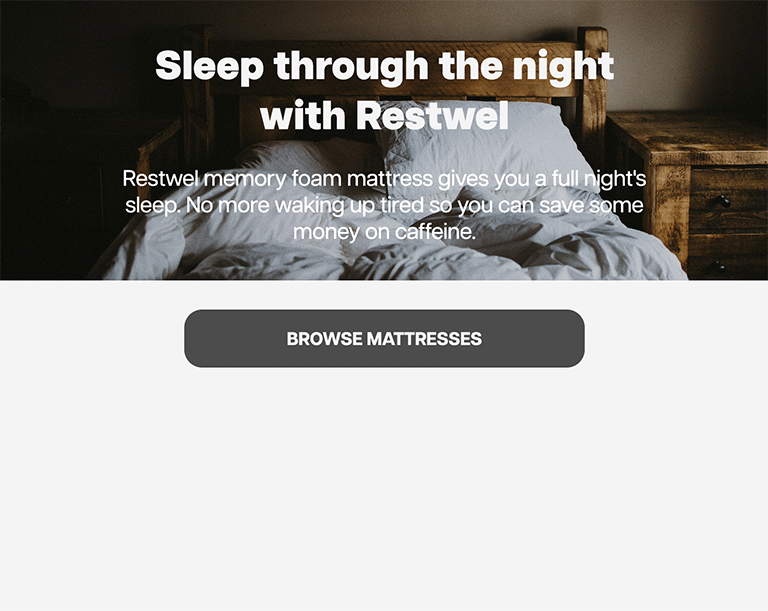 Sleep through the night
with Restwel
Restwel memory foam mattress gives you a full night's
sleep. No more waking up tired so you can save some
money on caffeine.
BROWSE MATTRESSES